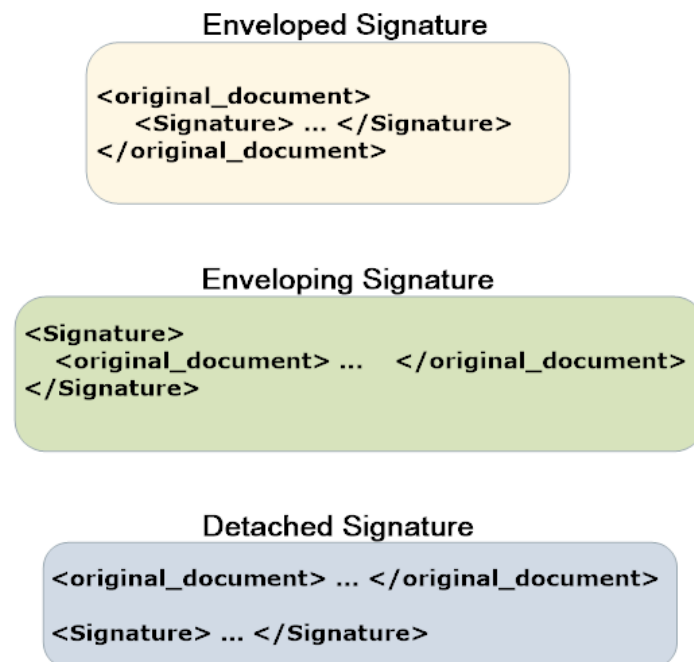 Enveloped Signature
<original_document>
<Signature> ... </Signature>
</original_document>
Enveloping Signature
<Signature>
<original_document> ... </original_document>
</Signature>
Detached Signature
<original_document> ... </original_document>
<Signature> ... </Signature>